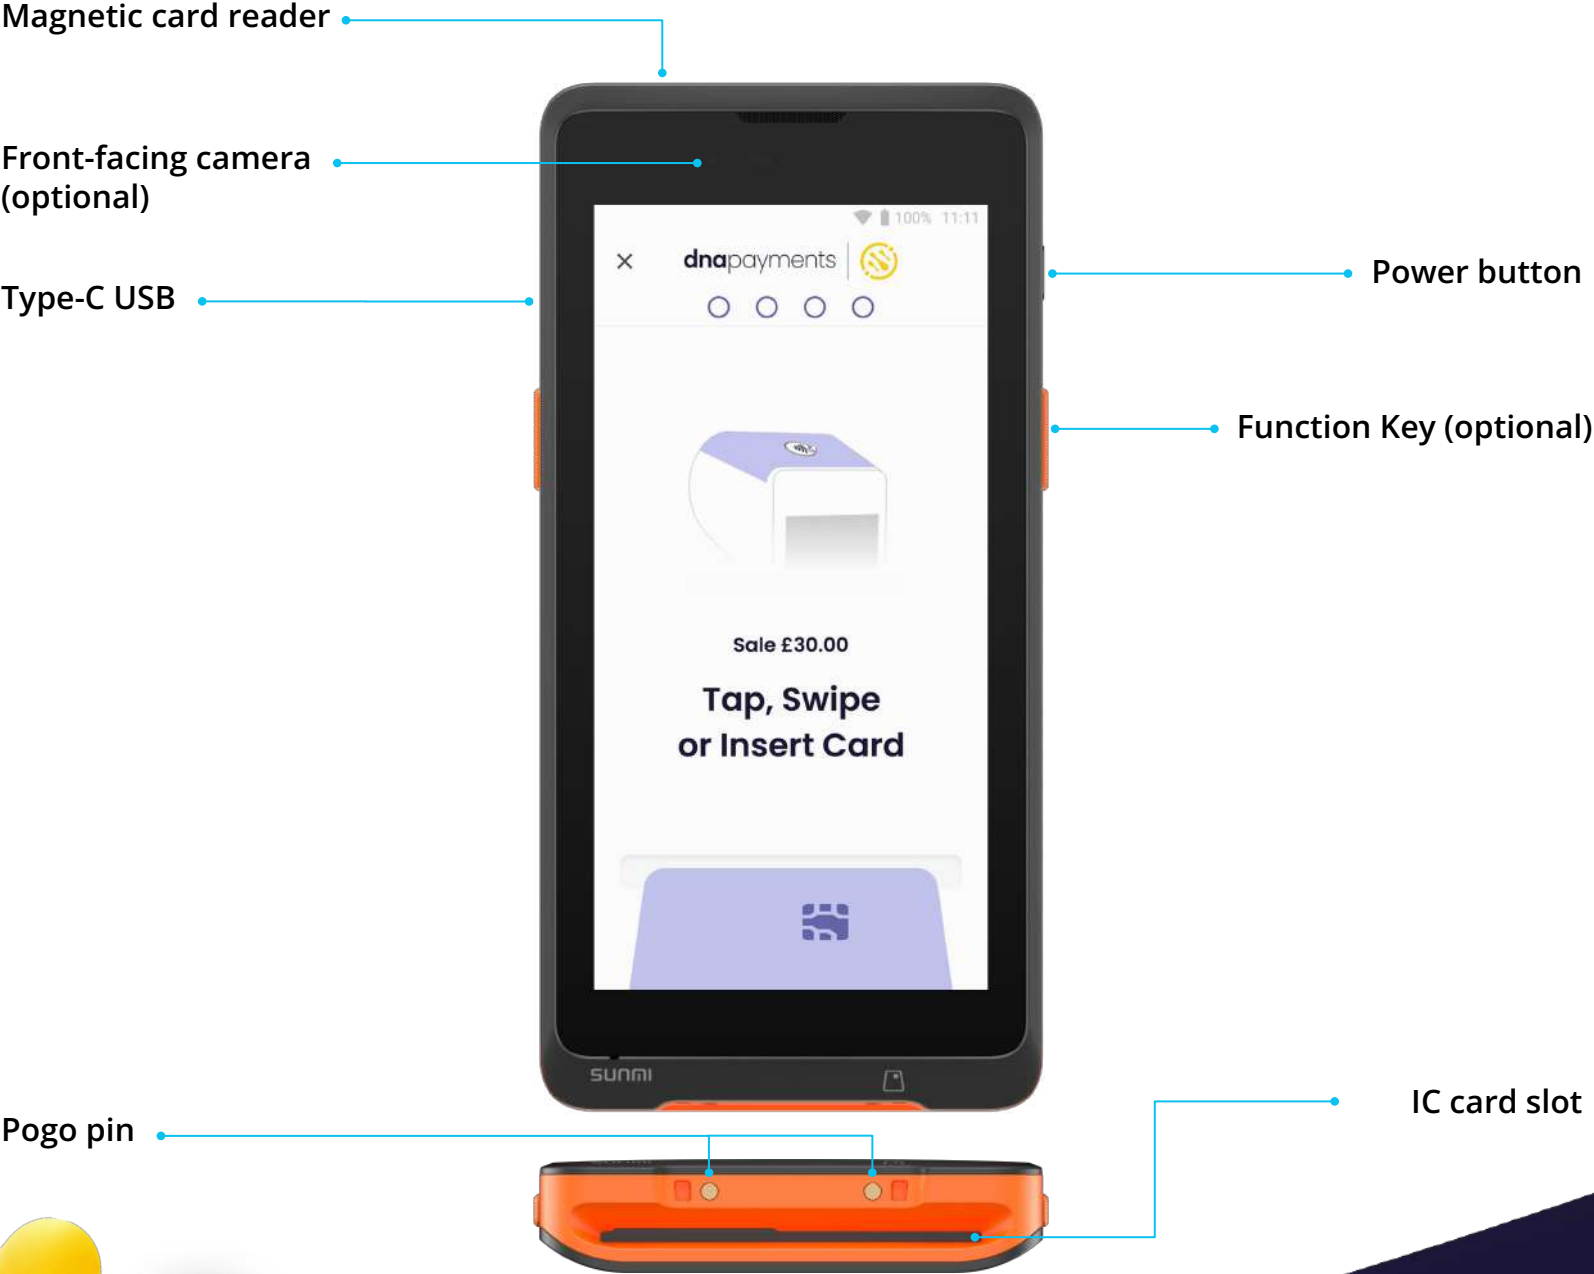 Magnetic card reader
Front-facing camera
(optional)
Type-C USB
100% 11:11
dnapayments
Power button
Function Key (optional)
Sale £30.00
Tap, Swipe
or Insert Card
SUNMI
IC card slot
Pogo pin